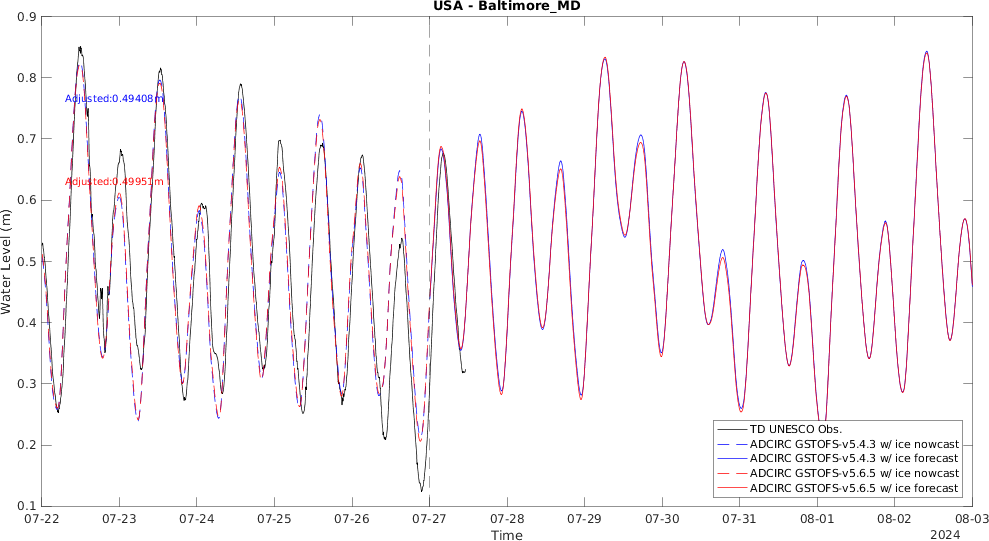 USA - Baltimore_MD
0.9
0.8
0.7
0.6
0.5
0.4
0.3
0.2
0.1
Water Level (m)
Adjusted:0.49408m
Adjusted:0.49951m
TD UNESCO Obs.
ADCIRC GSTOFS-v5.4.3 w/ ice nowcast
ADCIRC GSTOFS-v5.4.3 w/ ice forecast
ADCIRC GSTOFS-v5.6.5 w/ ice nowcast
ADCIRC GSTOFS-v5.6.5 w/ ice forecast
07-22 07-23 07-24 07-25 07-26 07-27 07-28 07-29 07-30 07-31 08-01 08-02 08-03
Time
2024